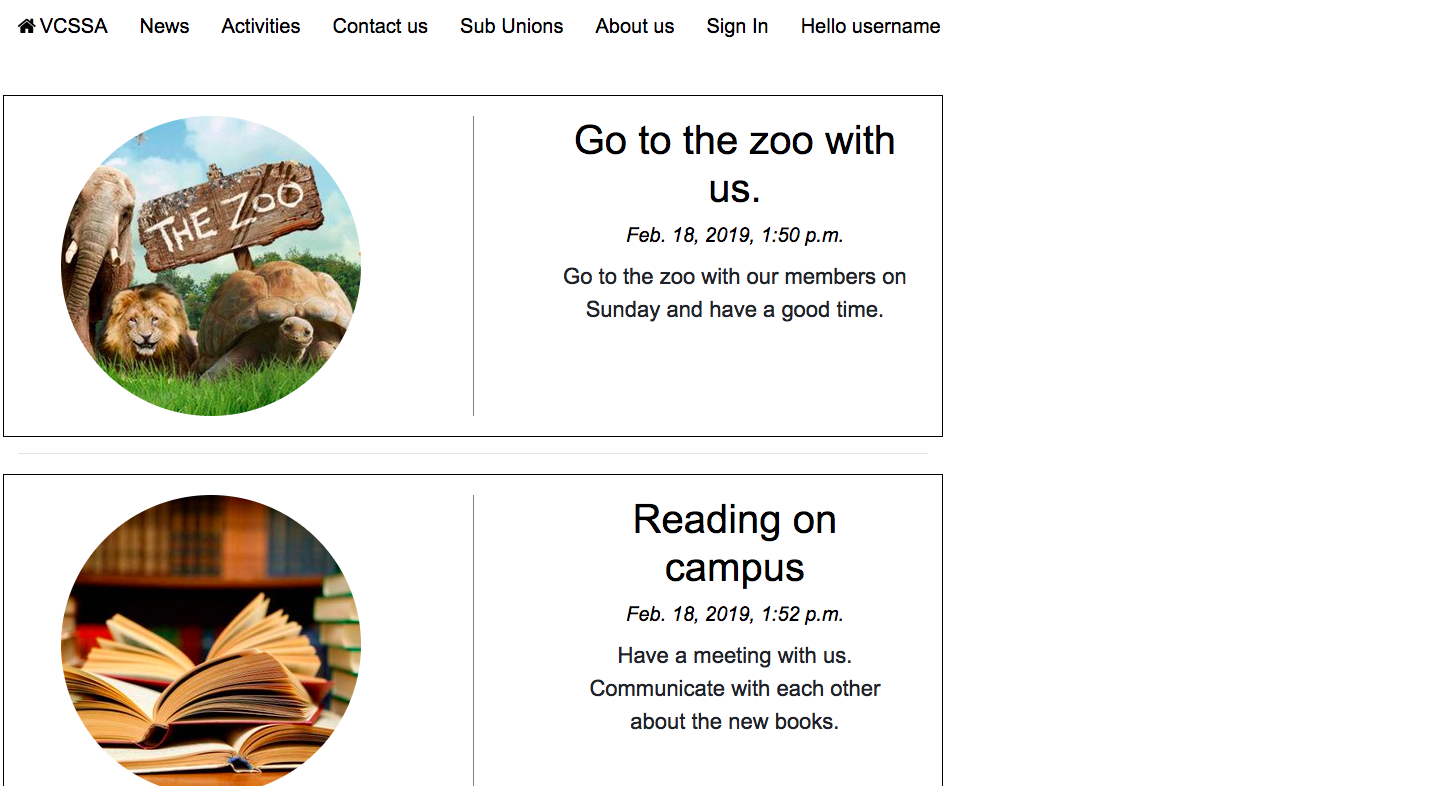 VCSSA News Activities Contact us Sub Unions About us Sign In Hello username
THE ZOO
Go to the zoo with
us.
Feb. 18, 2019, 1:50 p.m.
Go to the zoo with our members on
Sunday and have a good time.
Reading on
campus
Feb. 18, 2019, 1:52 p.m.
Have a meeting with us.
Communicate with each other
about the new books.